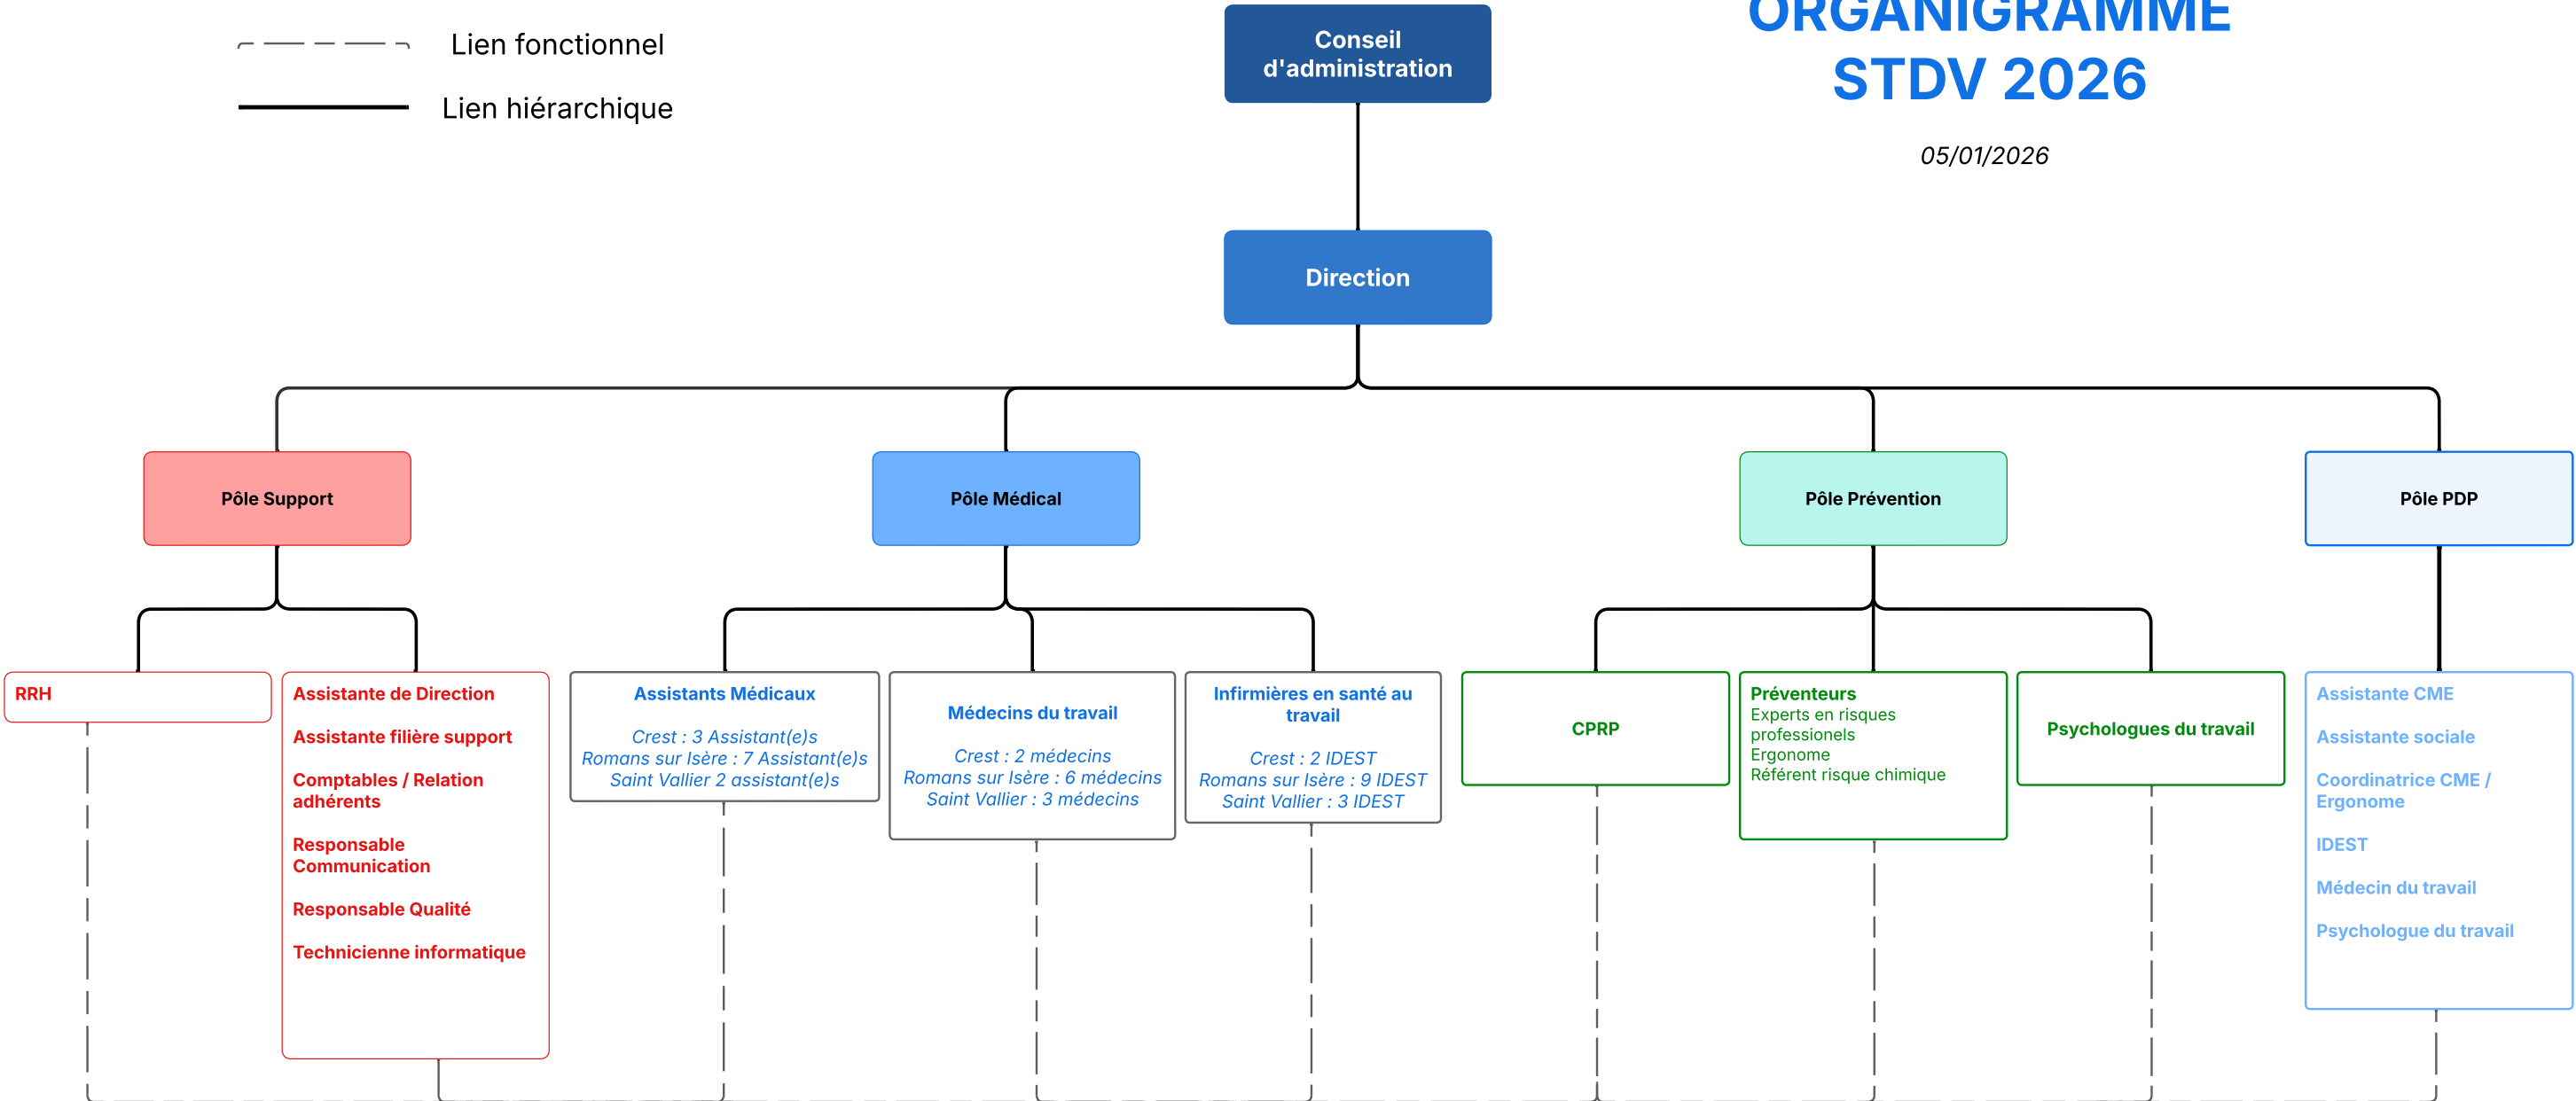 Lien fonctionnel
Lien hiérarchique
ORGANIGRAMME
STDV 2026
05/01/2026
Conseil
d'administration
Direction
Pôle Support
Pôle Médical
Pôle Prévention
Pôle PDP
RRH
Assistante de Direction
Assistante filière support
Comptables / Relation
adhérents
Responsable
Communication
Responsable Qualité
Technicienne informatique
Assistants Médicaux
Crest : 3 Assistant(e)s
Romans sur Isère : 7 Assistant(e)s
Saint Vallier 2 assistant(e)s
Médecins du travail
Crest : 2 médecins
Romans sur Isère : 6 médecins
Saint Vallier : 3 médecins
Infirmières en santé au
travail
Crest : 2 IDEST
Romans sur Isère : 9 IDEST
Saint Vallier : 3 IDEST
CPRP
Préventeurs
Experts en risques
professionels
Ergonome
Référent risque chimique
Psychologues du travail
Assistante CME
Assistante sociale
Coordinatrice CME /
Ergonome
IDEST
Médecin du travail
Psychologue du travail